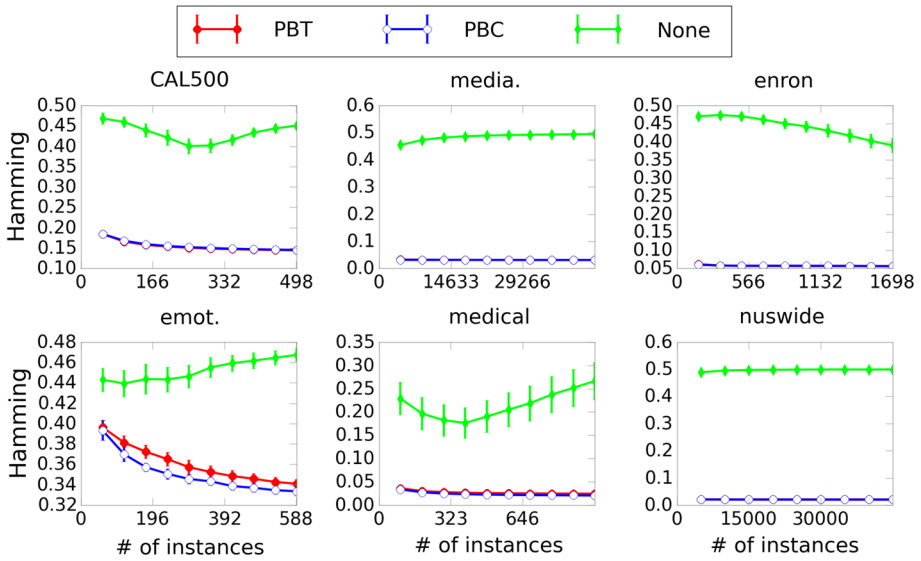 PBT PBC None
CAL500 media. enron
Hamming
0.50 0.45 0.40 0.35 0.30 0.25 0.20 0.15 0.10
0 166 332 498
0.6 0.5 0.4 0.3 0.2 0.1 0.0
0 14633 29266
0.50 0.45 0.40 0.35 0.30 0.25 0.20 0.15 0.10 0.05
0 566 1132 1698
emot. medical nuswide
Hamming
0.48 0.46 0.44 0.42 0.40 0.38 0.36 0.34 0.32
0 196 392 588
# of instances
0.35 0.30 0.25 0.20 0.15 0.10 0.05 0.00
0 323 646
# of instances
0.6 0.5 0.4 0.3 0.2 0.1 0.0
0 15000 30000
# of instances